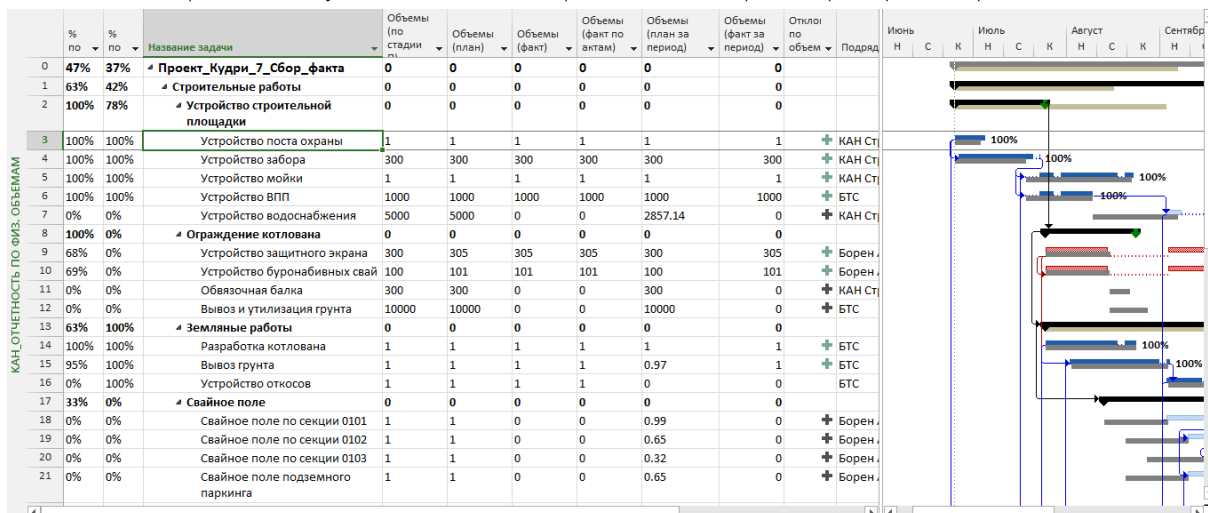 % по
% по
Название задачи
Объемы (по стадии
Объемы (план)
Объемы (факт)
Объемы (факт по актам)
Объемы (план за период)
Объемы (факт за период)
Откло по объем
Подряд
Июнь Июль Август Сентябр
Н С К Н С К Н С К Н
0 47% 37% Проект_Кудри_7_Сбор_факта 0 0 0 0 0 0
1 63% 42% Строительные работы 0 0 0 0 0 0
2 100% 78% Устройство строительной площадки 0 0 0 0 0 0
3 100% 100% Устройство поста охраны 1 1 1 1 1 1 КАН Стр 100%
4 100% 100% Устройство забора 300 300 300 300 300 300 КАН Стр 100%
5 100% 100% Устройство мойки 1 1 1 1 1 1 КАН Стр 100%
6 100% 100% Устройство ВПП 1000 1000 1000 1000 1000 1000 БТС 100%
7 0% 0% Устройство водоснабжения 5000 5000 0 0 2857.14 0 КАН Стр
8 100% 0% Ограждение котлована 0 0 0 0 0 0
9 68% 0% Устройство защитного экрана 300 305 305 305 300 305 Борен
10 69% 0% Устройство буронабивных свай 100 101 101 101 100 101 Борен
11 0% 0% Обвязочная балка 300 300 0 0 300 0 КАН Стр
12 0% 0% Вывоз и утилизация грунта 10000 10000 0 0 10000 0 БТС
13 63% 100% Земляные работы 0 0 0 0 0 0
14 100% 100% Разработка котлована 1 1 1 1 1 1 БТС 100%
15 95% 100% Вывоз грунта 1 1 1 1 0.97 1 БТС 100%
16 0% 100% Устройство откосов 1 1 1 1 0 0 БТС
17 33% 0% Свайное поле 0 0 0 0 0 0
18 0% 0% Свайное поле по секции 0101 1 1 0 0 0.99 0 Борен
19 0% 0% Свайное поле по секции 0102 1 1 0 0 0.65 0 Борен
20 0% 0% Свайное поле по секции 0103 1 1 0 0 0.32 0 Борен
21 0% 0% Свайное поле подземного паркинга 1 1 0 0 0.65 0 Борен
КАН_ОТЧЕТНОСТЬ ПО ФИЗ. ОБЪЕМАМ